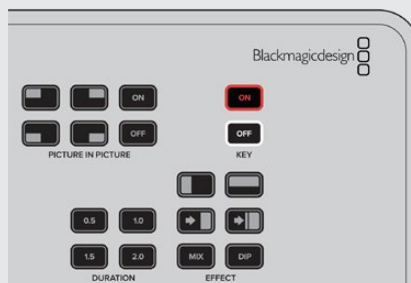 Blackmagicdesign
ON
ON
OFF
OFF
PICTURE IN PICTURE
KEY
0.5
1.0
1.5
2.0
MIX
DIP
DURATION
EFFECT